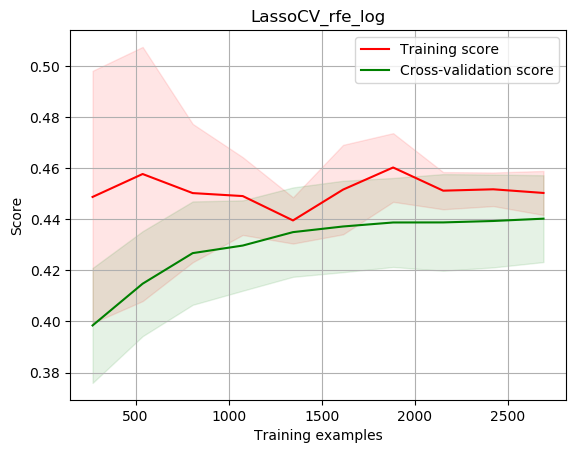 LassoCV_rfe_log
Training score
Cross-validation score
Score
0.50
0.48
0.46
0.44
0.42
0.40
0.38
500
1000
1500
2000
2500
Training examples